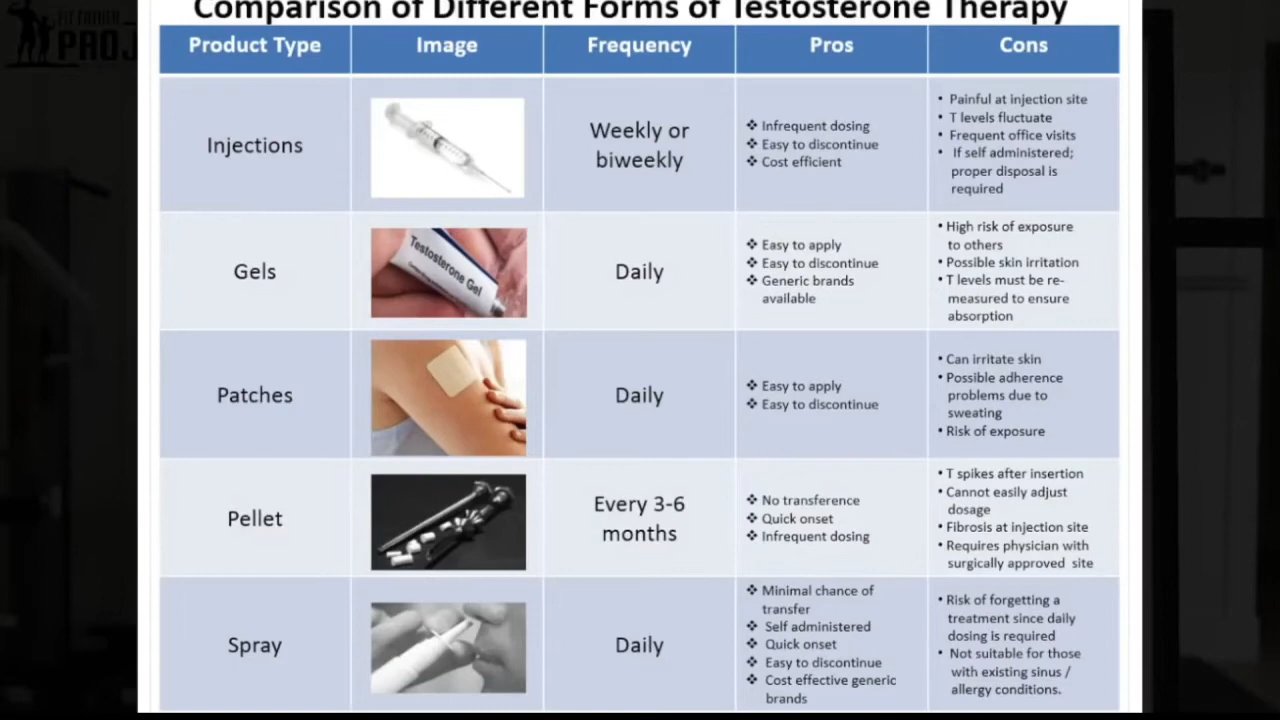 Comparison of Different Forms of Testosterone Therapy
PROJ
Product Type
Image
Frequency
Pros
Cons
Injections
Weekly or
biweekly
❖ Infrequent dosing
❖ Easy to discontinue
❖ Cost efficient
• Painful at injection site
• T levels fluctuate
• Frequent office visits
• If self administered;
proper disposal is
required
Gels
Testosterone Gel
Daily
❖ Easy to apply
❖ Easy to discontinue
❖ Generic brands
available
• High risk of exposure
to others
• Possible skin irritation
• T levels must be re-
measured to ensure
absorption
Patches
Daily
❖ Easy to apply
❖ Easy to discontinue
• Can irritate skin
• Possible adherence
problems due to
sweating
• Risk of exposure
Pellet
Every 3-6
months
❖ No transference
❖ Quick onset
❖ Infrequent dosing
• T spikes after insertion
• Cannot easily adjust
dosage
• Fibrosis at injection site
• Requires physician with
surgically approved site
Spray
Daily
❖ Minimal chance of
transfer
❖ Self administered
❖ Quick onset
❖ Easy to discontinue
❖ Cost effective generic
brands
• Risk of forgetting a
treatment since daily
dosing is required
• Not suitable for those
with existing sinus /
allergy conditions.